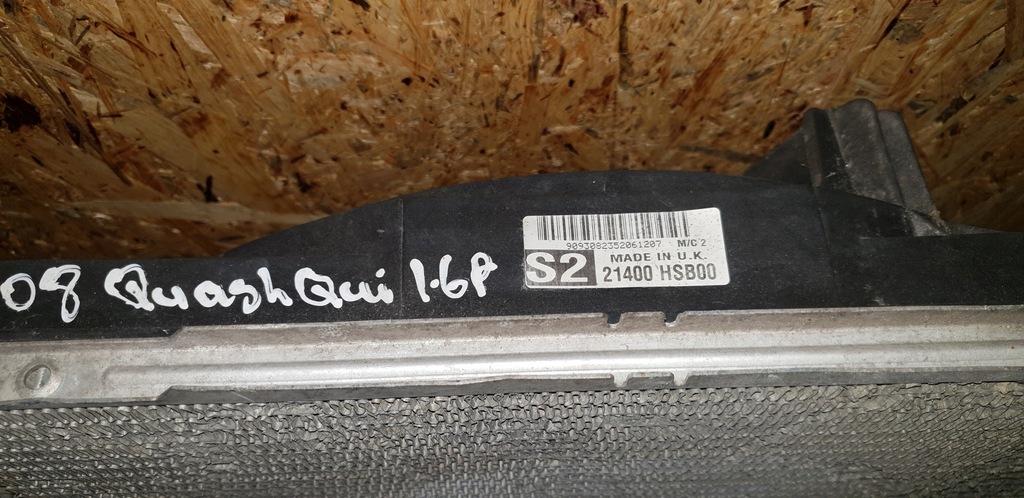 08 QuashQui 1.6P
9093082352061207 M/C 2
MADE IN U.K.
S2 21400 HSB00